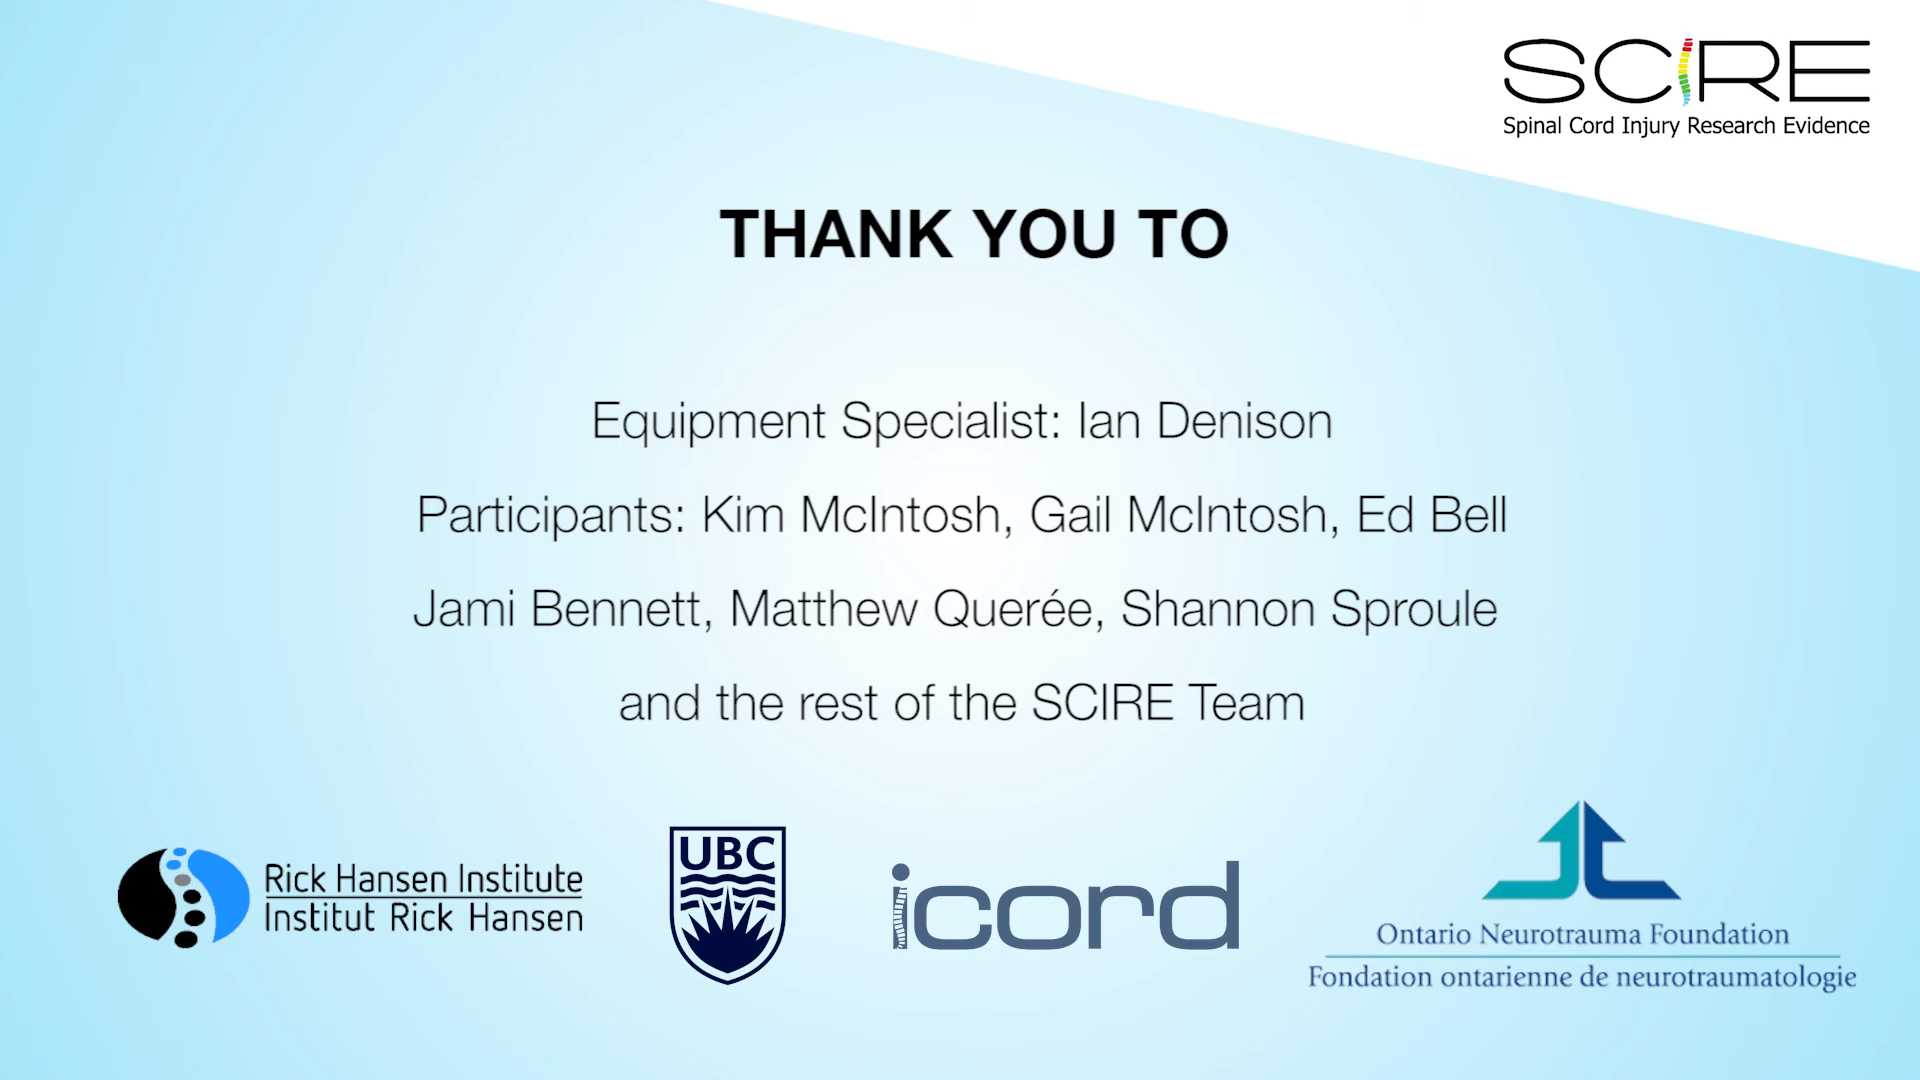 SCIRE
Spinal Cord Injury Research Evidence
THANK YOU TO
Equipment Specialist: Ian Denison
Participants: Kim McIntosh, Gail McIntosh, Ed Bell
Jami Bennett, Matthew Querée, Shannon Sproule
and the rest of the SCIRE Team
Rick Hansen Institute
Institut Rick Hansen
UBC
icord
Ontario Neurotrauma Foundation
Fondation ontarienne de neurotraumatologie